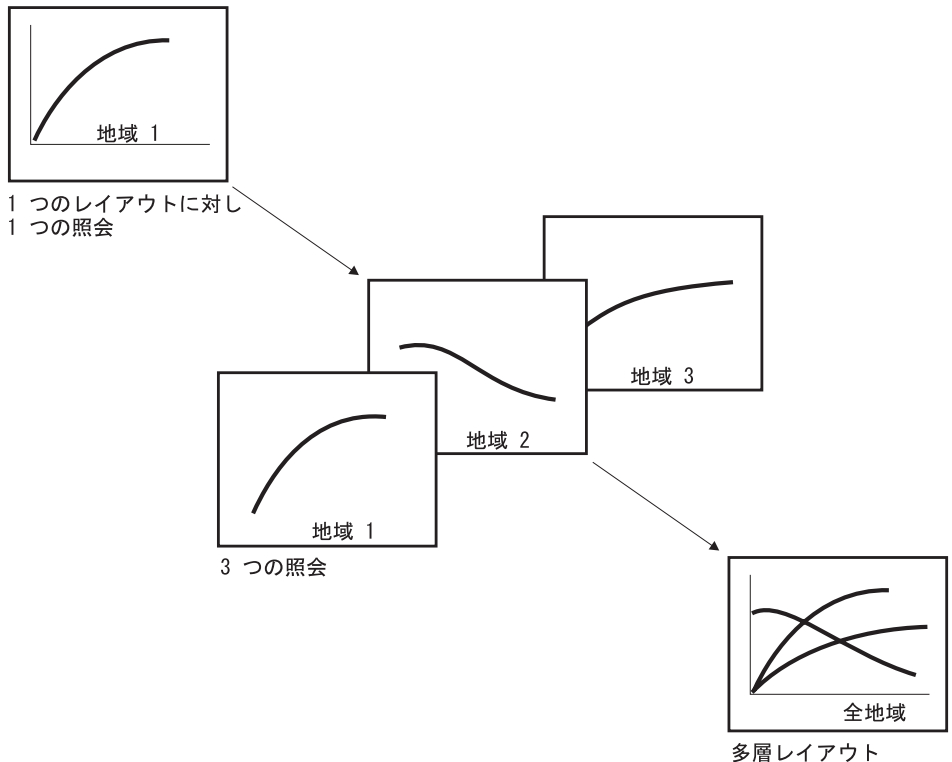 地域 1
1 つのレイアウトに対し
1 つの照会
地域 3
地域 2
地域 1
3 つの照会
全地域
多層レイアウト